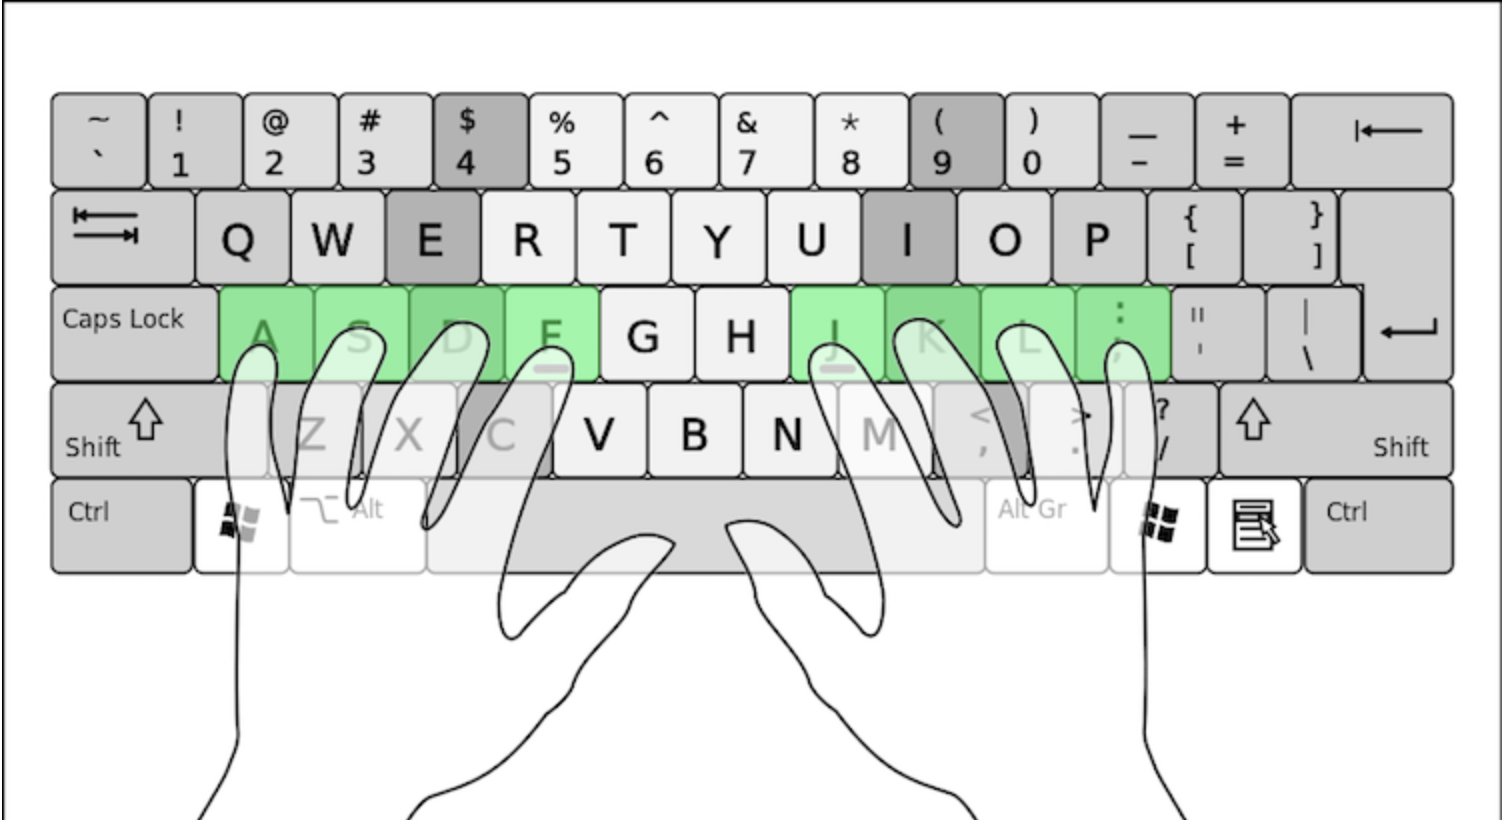 ~ ! @ # $ % ^ & * ( ) _ +
` 1 2 3 4 5 6 7 8 9 0 - =
Q W E R T Y U I O P { }
[ ]
Caps Lock A S D F G H J K L : " |
; ' \
Shift Z X C V B N M < > ? Shift
, . /
Ctrl Alt Alt Gr Ctrl